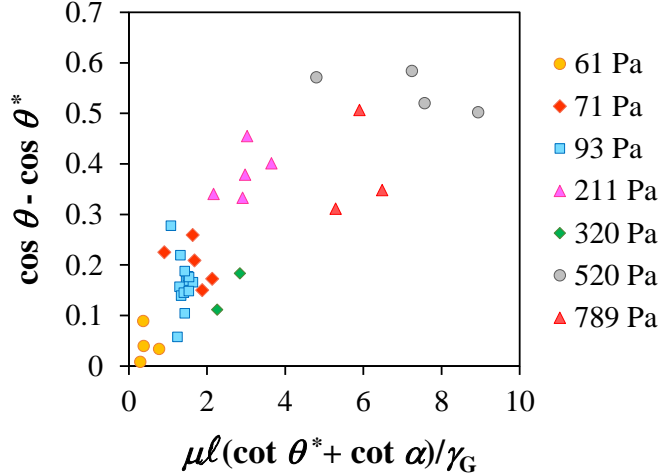 0.7
0.6
0.5
0.4
0.3
0.2
0.1
0
0 2 4 6 8 10
cos θ - cos θ*
μℓ(cot θ* + cot α)/γG
61 Pa
71 Pa
93 Pa
211 Pa
320 Pa
520 Pa
789 Pa